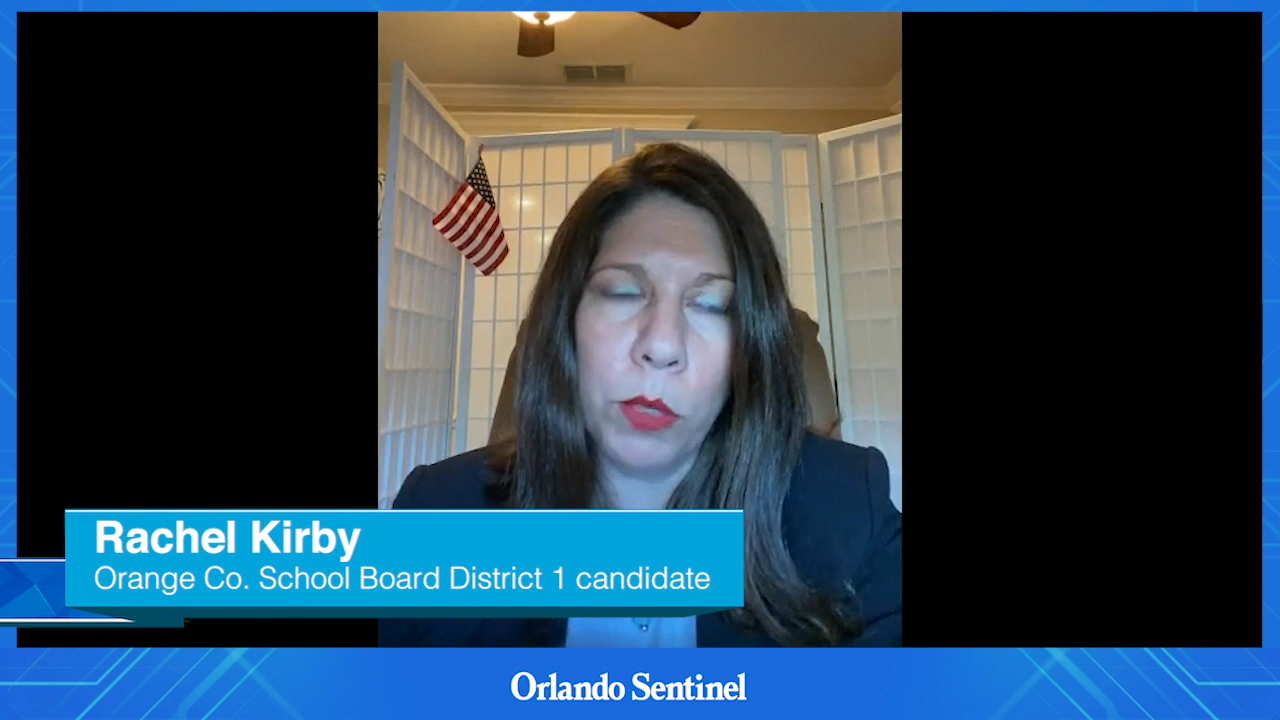 Rachel Kirby
Orange Co. School Board District 1 candidate
Orlando Sentinel